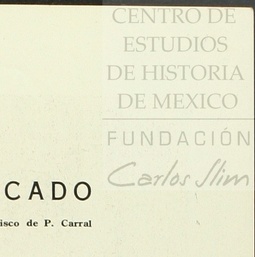 CENTRO DE
ESTUDIOS
DE HISTORIA
DE MEXICO
FUNDACIÓN
Carlos Slim
CADO
isco de P. Carral